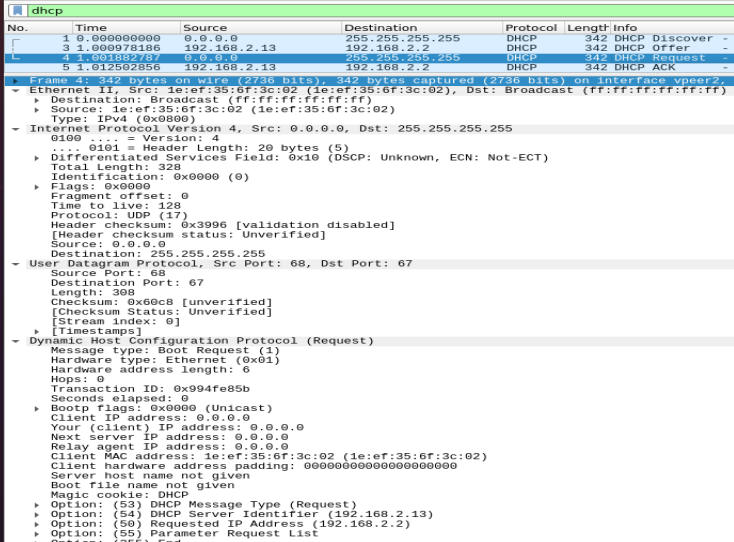 dhcp
No. Time Source Destination Protocol Length Info
1 0.000000000 0.0.0.0 255.255.255.255 DHCP 342 DHCP Discover -
3 1.000978186 192.168.2.13 192.168.2.2 DHCP 342 DHCP Offer -
4 1.001882787 0.0.0.0 255.255.255.255 DHCP 342 DHCP Request -
5 1.012502856 192.168.2.13 192.168.2.2 DHCP 342 DHCP ACK -
Frame 4: 342 bytes on wire (2736 bits), 342 bytes captured (2736 bits) on interface vpeer2,
Ethernet II, Src: 1e:ef:35:6f:3c:02 (1e:ef:35:6f:3c:02), Dst: Broadcast (ff:ff:ff:ff:ff:ff)
Destination: Broadcast (ff:ff:ff:ff:ff:ff)
Source: 1e:ef:35:6f:3c:02 (1e:ef:35:6f:3c:02)
Type: IPv4 (0x0800)
Internet Protocol Version 4, Src: 0.0.0.0, Dst: 255.255.255.255
0100 .... = Version: 4
.... 0101 = Header Length: 20 bytes (5)
Differentiated Services Field: 0x10 (DSCP: Unknown, ECN: Not-ECT)
Total Length: 328
Identification: 0x0000 (0)
Flags: 0x0000
Fragment offset: 0
Time to live: 128
Protocol: UDP (17)
Header checksum: 0x3996 [validation disabled]
[Header checksum status: Unverified]
Source: 0.0.0.0
Destination: 255.255.255.255
User Datagram Protocol, Src Port: 68, Dst Port: 67
Source Port: 68
Destination Port: 67
Length: 308
Checksum: 0x60c8 [unverified]
[Checksum Status: Unverified]
[Stream index: 0]
[Timestamps]
Dynamic Host Configuration Protocol (Request)
Message type: Boot Request (1)
Hardware type: Ethernet (0x01)
Hardware address length: 6
Hops: 0
Transaction ID: 0x994fe85b
Seconds elapsed: 0
Bootp flags: 0x0000 (Unicast)
Client IP address: 0.0.0.0
Your (client) IP address: 0.0.0.0
Next server IP address: 0.0.0.0
Relay agent IP address: 0.0.0.0
Client MAC address: 1e:ef:35:6f:3c:02 (1e:ef:35:6f:3c:02)
Client hardware address padding: 00000000000000000000
Server host name not given
Boot file name not given
Magic cookie: DHCP
Option: (53) DHCP Message Type (Request)
Option: (54) DHCP Server Identifier (192.168.2.13)
Option: (50) Requested IP Address (192.168.2.2)
Option: (55) Parameter Request List